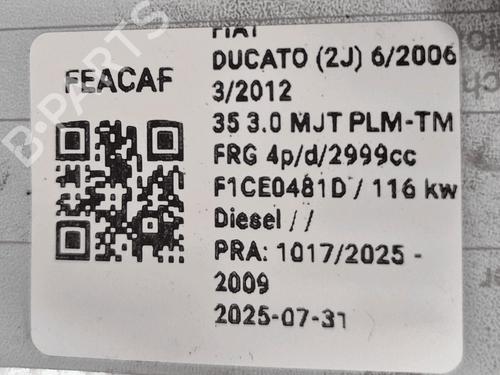 FIAT
DUCATO (2J) 6/2006
3/2012
35 3.0 MJT PLM-TM
FRG 4p/d/2999cc
F1CE0481D / 116 kw
Diesel / /
PRA: 1017/2025 -
2009
2025-07-31
FEACAF
B-PARTS